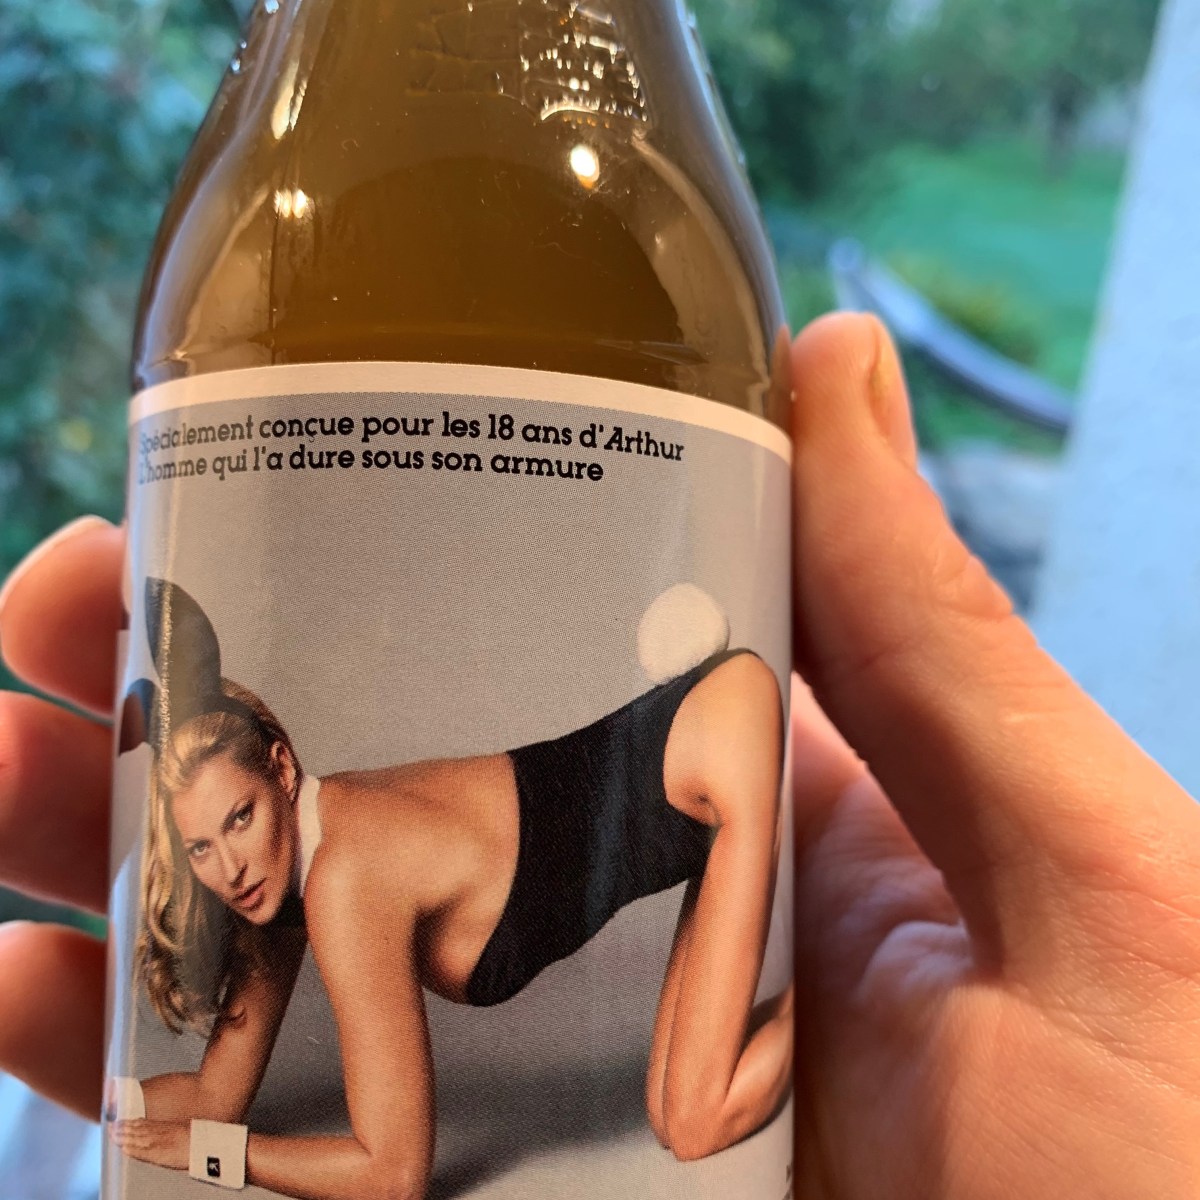 Spécialement conçue pour les 18 ans d'Arthur
L'homme qui l'a dure sous son armure